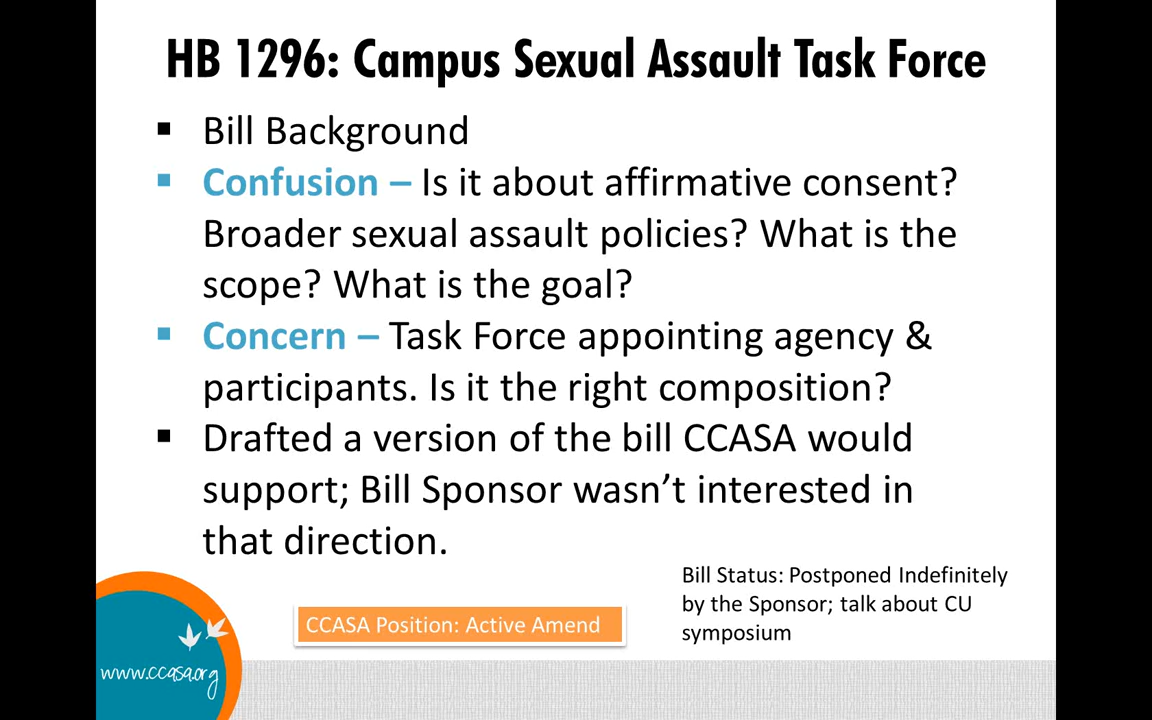 HB 1296: Campus Sexual Assault Task Force
▪ Bill Background
▪ Confusion – Is it about affirmative consent?
Broader sexual assault policies? What is the
scope? What is the goal?
▪ Concern – Task Force appointing agency &
participants. Is it the right composition?
▪ Drafted a version of the bill CCASA would
support; Bill Sponsor wasn’t interested in
that direction.
Bill Status: Postponed Indefinitely
by the Sponsor; talk about CU
symposium
CCASA Position: Active Amend
www.ccasa.org